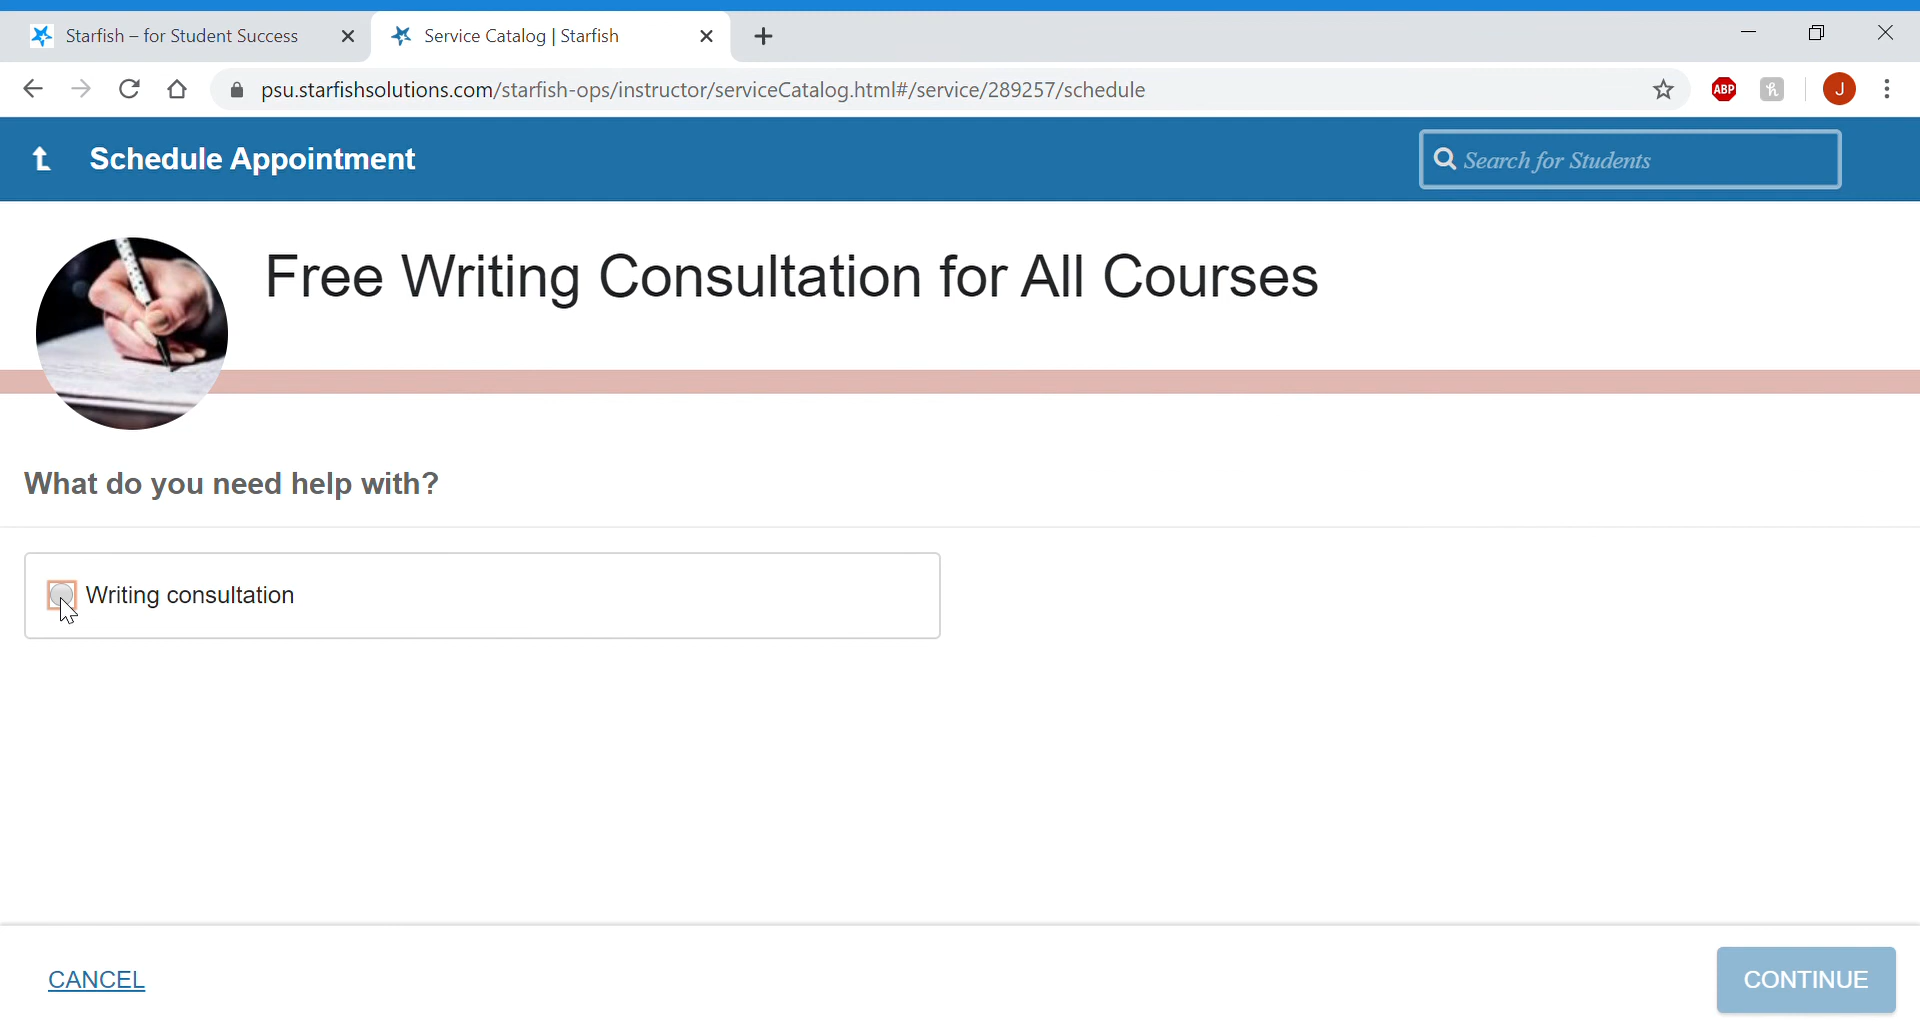 Starfish – for Student Success
Service Catalog | Starfish
psu.starfishsolutions.com/starfish-ops/instructor/serviceCatalog.html#/service/289257/schedule
ABP
h
J
Schedule Appointment
Search for Students
Free Writing Consultation for All Courses
What do you need help with?
Writing consultation
CANCEL
CONTINUE